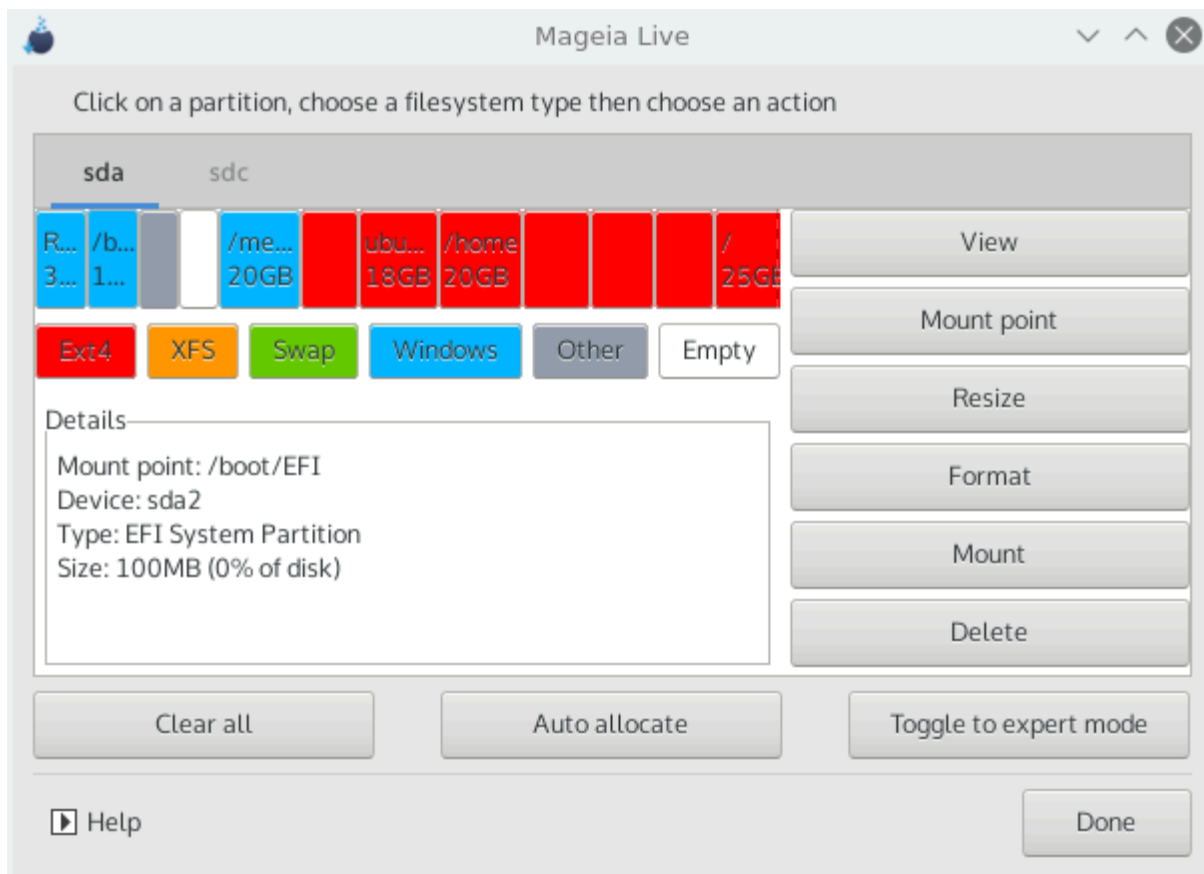 Mageia Live
Click on a partition, choose a filesystem type then choose an action
sda sdc
R... /b... /me... ubu... /home /
3... 1... 20GB 18GB 20GB 25GB
Ext4 XFS Swap Windows Other Empty
Details
Mount point: /boot/EFI
Device: sda2
Type: EFI System Partition
Size: 100MB (0% of disk)
View
Mount point
Resize
Format
Mount
Delete
Clear all Auto allocate Toggle to expert mode
Help Done